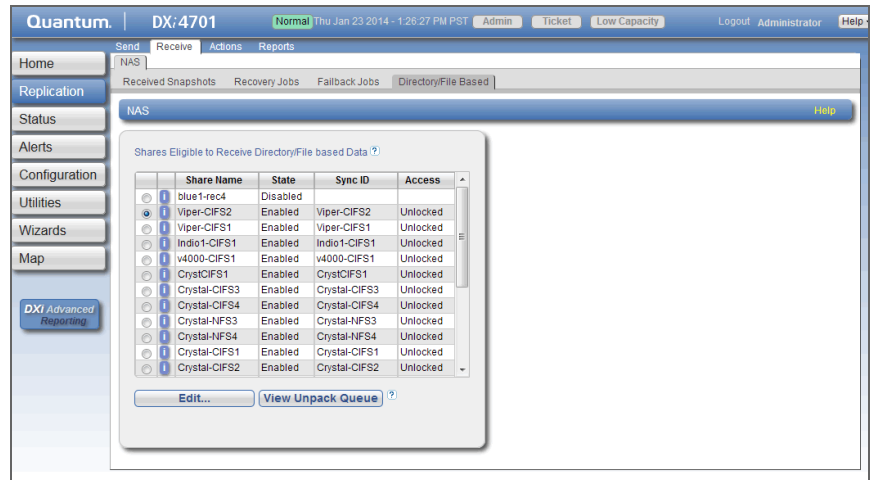 Quantum. DXi4701 Normal Thu Jan 23 2014 - 1:26:27 PM PST Admin Ticket Low Capacity Logout Administrator Help
Send Receive Actions Reports
Home
Replication
Status
Alerts
Configuration
Utilities
Wizards
Map
DXi Advanced
Reporting
NAS
Received Snapshots Recovery Jobs Failback Jobs Directory/File Based
NAS Help
Shares Eligible to Receive Directory/File based Data ?
Share Name State Sync ID Access
i blue1-rec4 Disabled
i Viper-CIFS2 Enabled Viper-CIFS2 Unlocked
i Viper-CIFS1 Enabled Viper-CIFS1 Unlocked
i Indio1-CIFS1 Enabled Indio1-CIFS1 Unlocked
i v4000-CIFS1 Enabled v4000-CIFS1 Unlocked
i CrystCIFS1 Enabled CrystCIFS1 Unlocked
i Crystal-CIFS3 Enabled Crystal-CIFS3 Unlocked
i Crystal-CIFS4 Enabled Crystal-CIFS4 Unlocked
i Crystal-NFS3 Enabled Crystal-NFS3 Unlocked
i Crystal-NFS4 Enabled Crystal-NFS4 Unlocked
i Crystal-CIFS1 Enabled Crystal-CIFS1 Unlocked
i Crystal-CIFS2 Enabled Crystal-CIFS2 Unlocked
Edit... View Unpack Queue ?